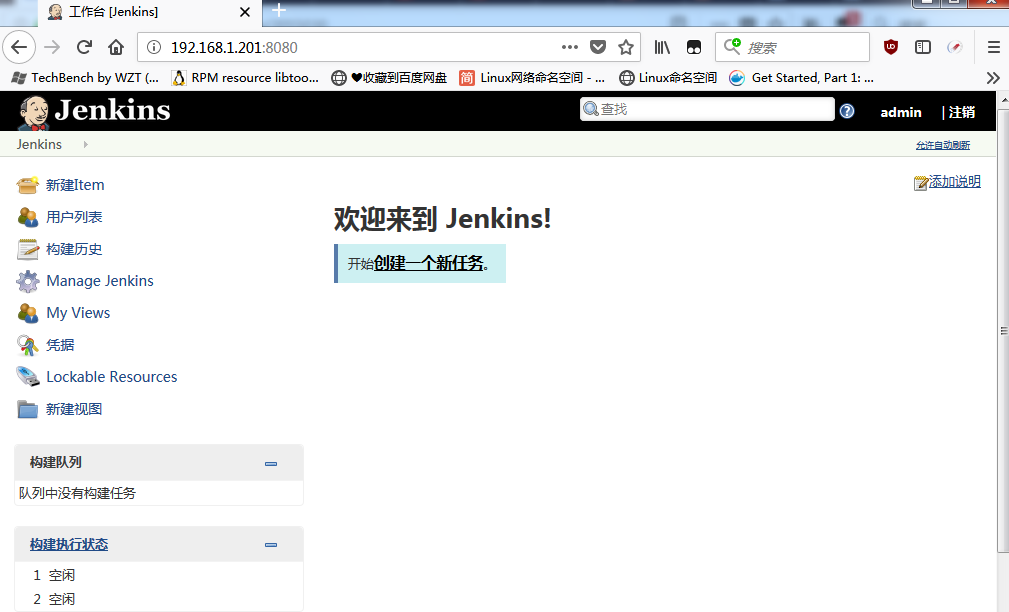 工作台 [Jenkins]
192.168.1.201:8080
搜索
TechBench by WZT (...
RPM resource libtoo...
♥收藏到百度网盘
简
Linux网络命名空间 - ...
Linux命名空间
Get Started, Part 1: ...
Jenkins
查找
admin
| 注销
Jenkins
允许自动刷新
新建Item
用户列表
构建历史
Manage Jenkins
My Views
凭据
Lockable Resources
新建视图
添加说明
欢迎来到 Jenkins!
开始创建一个新任务。
构建队列
队列中没有构建任务
构建执行状态
1 空闲
2 空闲